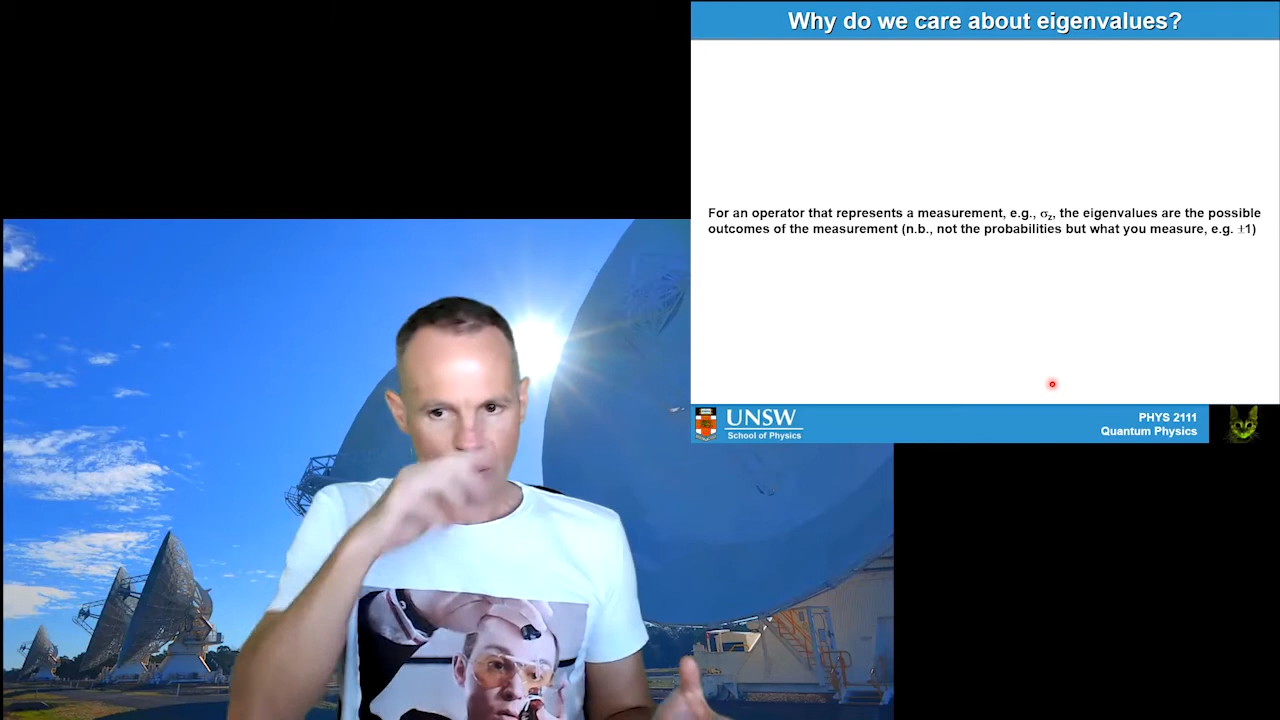 Why do we care about eigenvalues?
For an operator that represents a measurement, e.g., σz, the eigenvalues are the possible
outcomes of the measurement (n.b., not the probabilities but what you measure, e.g. ±1)
UNSW
School of Physics
PHYS 2111
Quantum Physics